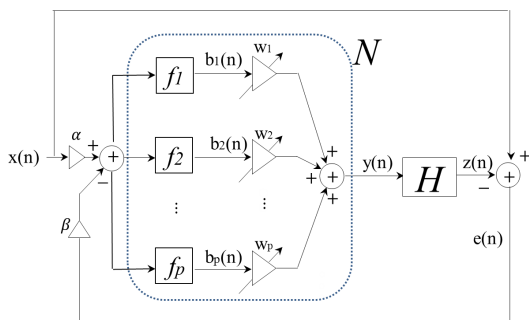 N
w1
b1(n)
f1
α
+
x(n)
+
−
w2
b2(n)
f2
+
+
+
+
y(n)
H
z(n)
−
+
+
⋮
⋮
β
wp
bp(n)
fp
e(n)